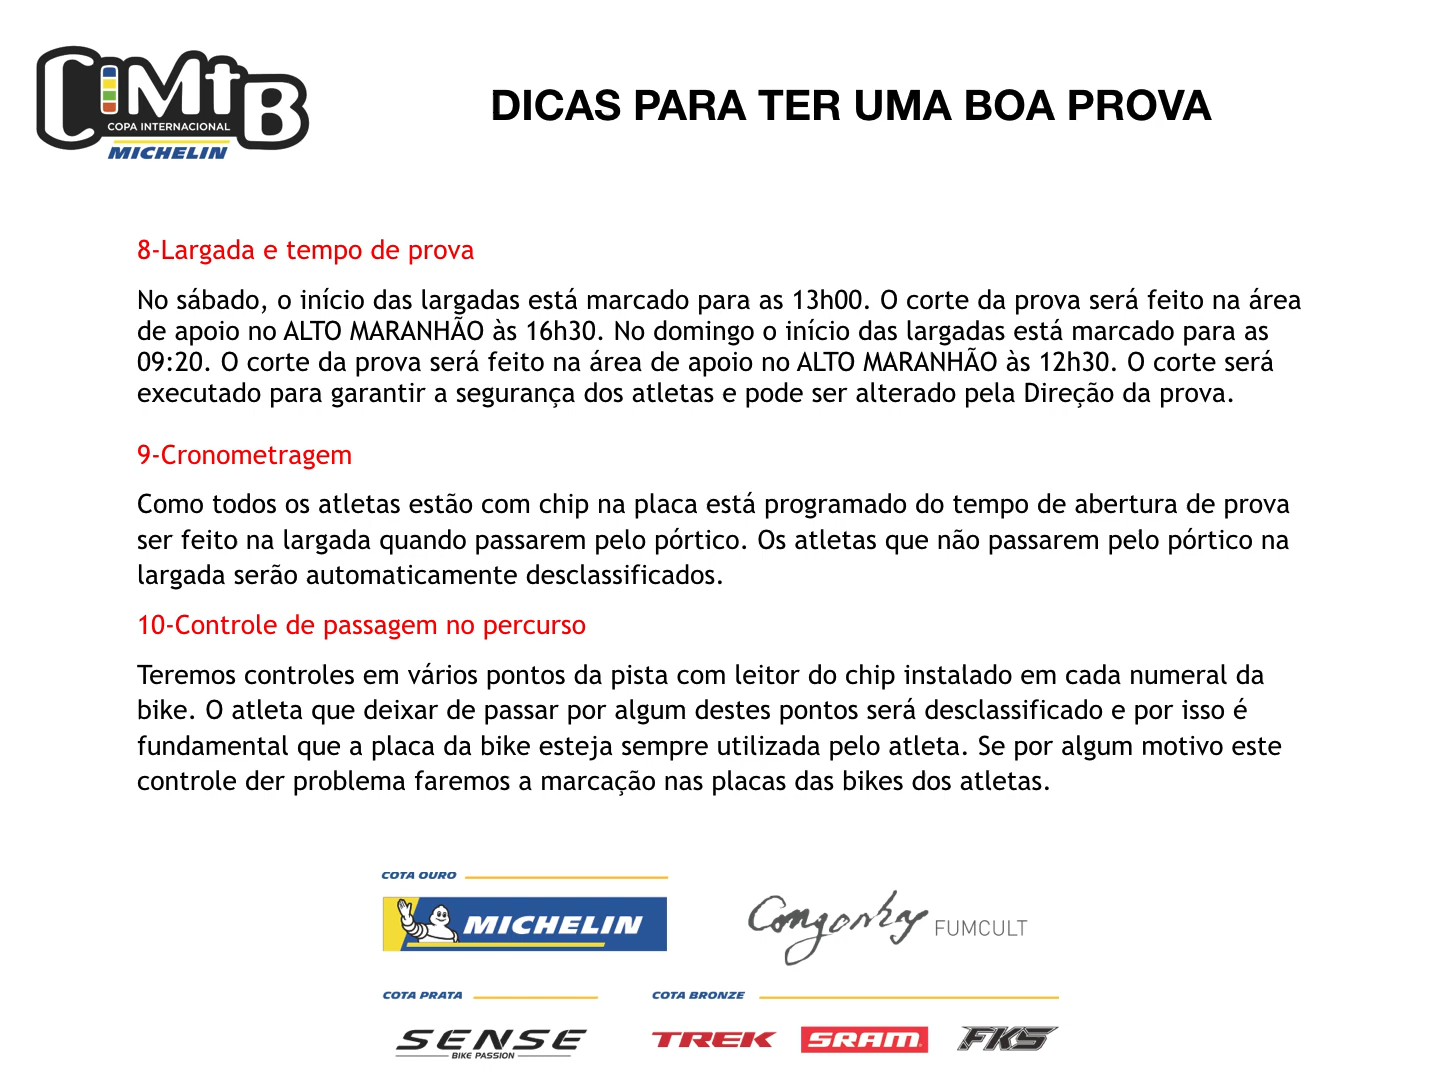 CiMtB
COPA INTERNACIONAL
MICHELIN
DICAS PARA TER UMA BOA PROVA
8-Largada e tempo de prova
No sábado, o início das largadas está marcado para as 13h00. O corte da prova será feito na área
de apoio no ALTO MARANHÃO às 16h30. No domingo o início das largadas está marcado para as
09:20. O corte da prova será feito na área de apoio no ALTO MARANHÃO às 12h30. O corte será
executado para garantir a segurança dos atletas e pode ser alterado pela Direção da prova.
9-Cronometragem
Como todos os atletas estão com chip na placa está programado do tempo de abertura de prova
ser feito na largada quando passarem pelo pórtico. Os atletas que não passarem pelo pórtico na
largada serão automaticamente desclassificados.
10-Controle de passagem no percurso
Teremos controles em vários pontos da pista com leitor do chip instalado em cada numeral da
bike. O atleta que deixar de passar por algum destes pontos será desclassificado e por isso é
fundamental que a placa da bike esteja sempre utilizada pelo atleta. Se por algum motivo este
controle der problema faremos a marcação nas placas das bikes dos atletas.
COTA OURO
MICHELIN
Congonhas FUMCULT
COTA PRATA
COTA BRONZE
SENSE
BIKE PASSION
TREK
SRAM
FKS